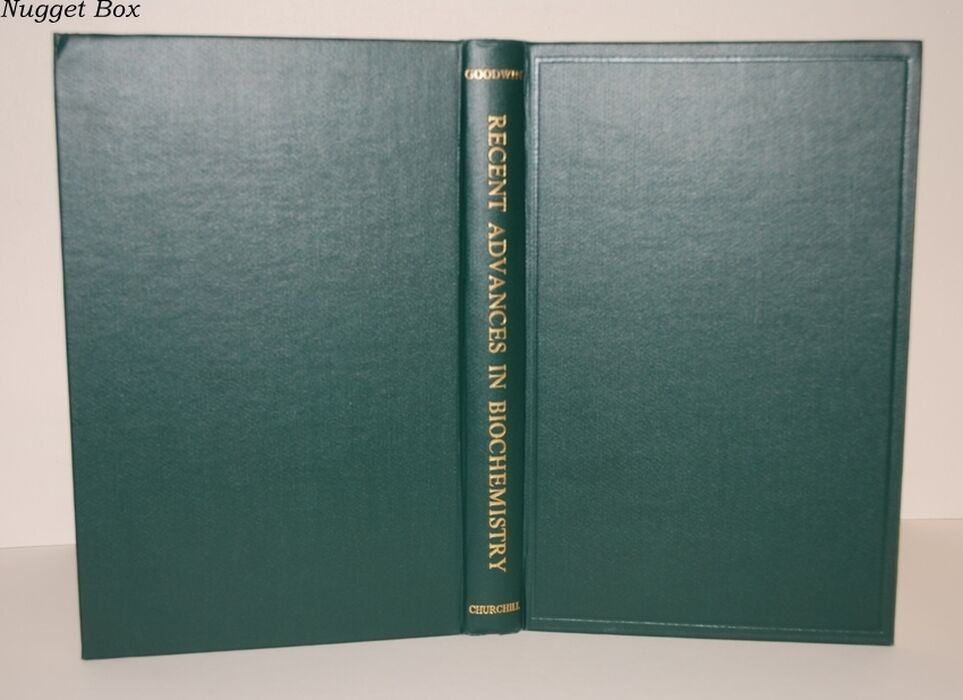 Nugget Box
GOODWIN
RECENT ADVANCES IN BIOCHEMISTRY
CHURCHILL